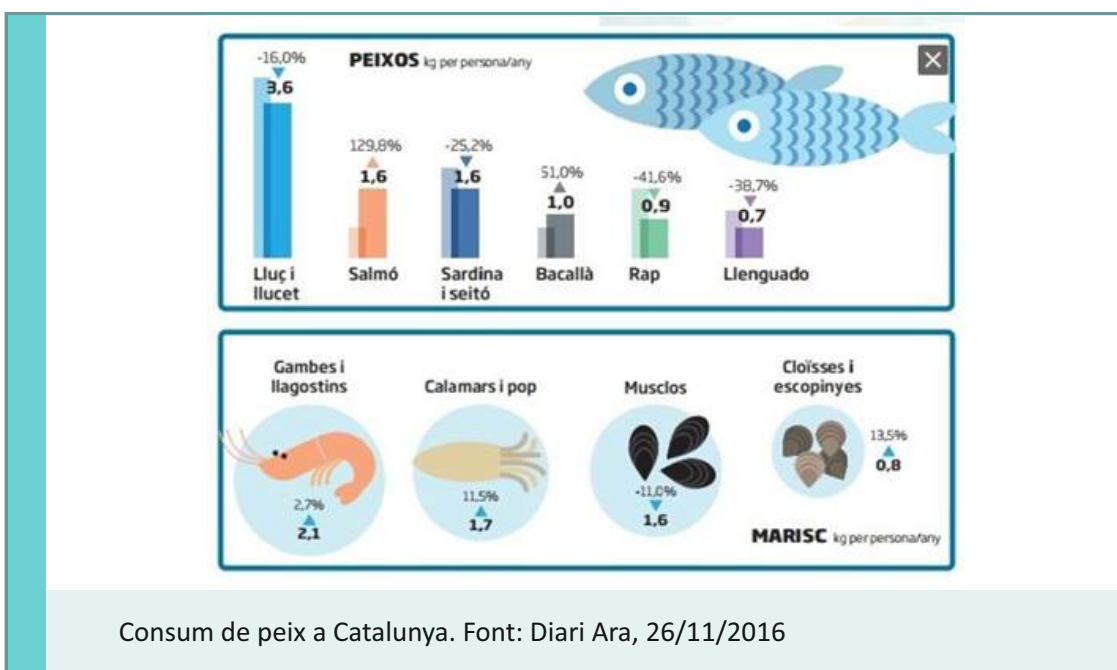 PEIXOS kg per persona/any
-16,0%
3,6
129,8%
1,6
-25,2%
1,6
51,0%
1,0
-41,6%
0,9
-38,7%
0,7
Lluç i
llucet
Salmó
Sardina
i seitó
Bacallà
Rap
Llenguado
Gambes i
llagostins
Calamars i pop
Musclos
Cloïsses i
escopinyes
2,7%
2,1
11,5%
1,7
-11,0%
1,6
13,5%
0,8
MARISC kg per persona/any
Consum de peix a Catalunya. Font: Diari Ara, 26/11/2016